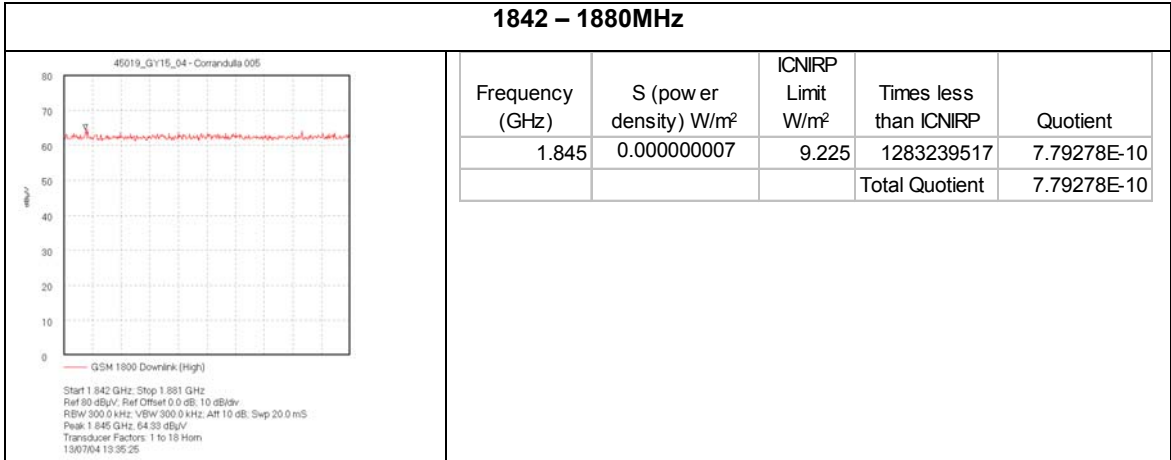 1842 – 1880MHz
45019_GY15_04 - Corrandulla 005
80
70
60
50
40
30
20
10
0
dBµV
GSM 1800 Downlink (High)
Start 1.842 GHz; Stop 1.881 GHz
Ref 80 dBµV; Ref Offset 0.0 dB; 10 dB/div
RBW 300.0 kHz; VBW 300.0 kHz; Att 10 dB; Swp 20.0 mS
Peak 1.845 GHz, 64.33 dBµV
Transducer Factors: 1 to 18 Horn
13/07/04 13:35:25
Frequency (GHz) S (pow er density) W/m² ICNIRP Limit W/m² Times less than ICNIRP Quotient
1.845 0.000000007 9.225 1283239517 7.79278E-10
Total Quotient 7.79278E-10